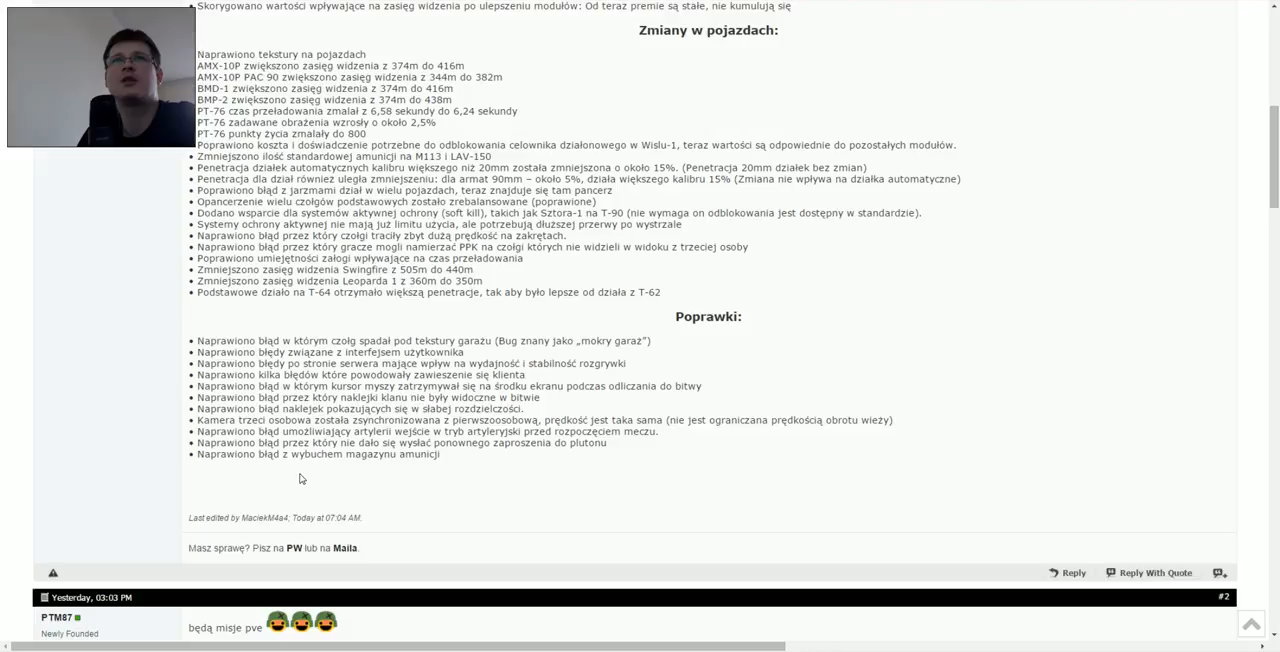 • Skorygowano wartości wpływające na zasięg widzenia po ulepszeniu modułów: Od teraz premie są stałe, nie kumulują się
Zmiany w pojazdach:
Naprawiono tekstury na pojazdach
AMX-10P zwiększono zasięg widzenia z 374m do 416m
AMX-10P PAC 90 zwiększono zasięg widzenia z 344m do 382m
BMD-1 zwiększono zasięg widzenia z 374m do 416m
BMP-2 zwiększono zasięg widzenia z 374m do 438m
PT-76 czas przeładowania zmalał z 6,58 sekundy do 6,24 sekundy
PT-76 zadawane obrażenia wzrosły o około 2,5%
PT-76 punkty życia zmalały do 800
Poprawiono koszta i doświadczenie potrzebne do odblokowania celownika działonowego w Wislu-1, teraz wartości są odpowiednie do pozostałych modułów.
• Zmniejszono ilość standardowej amunicji na M113 i LAV-150
• Penetracja działek automatycznych kalibru większego niż 20mm została zmniejszona o około 15%. (Penetracja 20mm działek bez zmian)
• Penetracja dla dział również uległa zmniejszeniu: dla armat 90mm – około 5%, działa większego kalibru 15% (Zmiana nie wpływa na działka automatyczne)
• Poprawiono błąd z jarzmami dział w wielu pojazdach, teraz znajduje się tam pancerz
• Opancerzenie wielu czołgów podstawowych zostało zrebalansowane (poprawione)
• Dodano wsparcie dla systemów aktywnej ochrony (soft kill), takich jak Sztora-1 na T-90 (nie wymaga on odblokowania jest dostępny w standardzie).
• Systemy ochrony aktywnej nie mają już limitu użycia, ale potrzebują dłuższej przerwy po wystrzale
• Naprawiono błąd przez który czołgi traciły zbyt dużą prędkość na zakrętach.
• Naprawiono błąd przez który gracze mogli namierzać PPK na czołgi których nie widzieli w widoku z trzeciej osoby
• Poprawiono umiejętności załogi wpływające na czas przeładowania
• Zmniejszono zasięg widzenia Swingfire z 505m do 440m
• Zmniejszono zasięg widzenia Leoparda 1 z 360m do 350m
• Podstawowe działo na T-64 otrzymało większą penetracje, tak aby było lepsze od działa z T-62
Poprawki:
• Naprawiono błąd w którym czołg spadał pod tekstury garażu (Bug znany jako „mokry garaż”)
• Naprawiono błędy związane z interfejsem użytkownika
• Naprawiono błędy po stronie serwera mające wpływ na wydajność i stabilność rozgrywki
• Naprawiono kilka błędów które powodowały zawieszenie się klienta
• Naprawiono błąd w którym kursor myszy zatrzymywał się na środku ekranu podczas odliczania do bitwy
• Naprawiono błąd przez który naklejki klanu nie były widoczne w bitwie
• Naprawiono błąd naklejek pokazujących się w słabej rozdzielczości.
• Kamera trzeci osobowa została zsynchronizowana z pierwszoosobową, prędkość jest taka sama (nie jest ograniczana prędkością obrotu wieży)
• Naprawiono błąd umożliwiający artylerii wejście w tryb artyleryjski przed rozpoczęciem meczu.
• Naprawiono błąd przez który nie dało się wysłać ponownego zaproszenia do plutonu
• Naprawiono błąd z wybuchem magazynu amunicji
Last edited by MaciekM4a4; Today at 07:04 AM.
Masz sprawę? Pisz na PW lub na Maila.
Reply Reply With Quote
Yesterday, 03:03 PM #2
PTM87
Newly Founded
będą misje pve